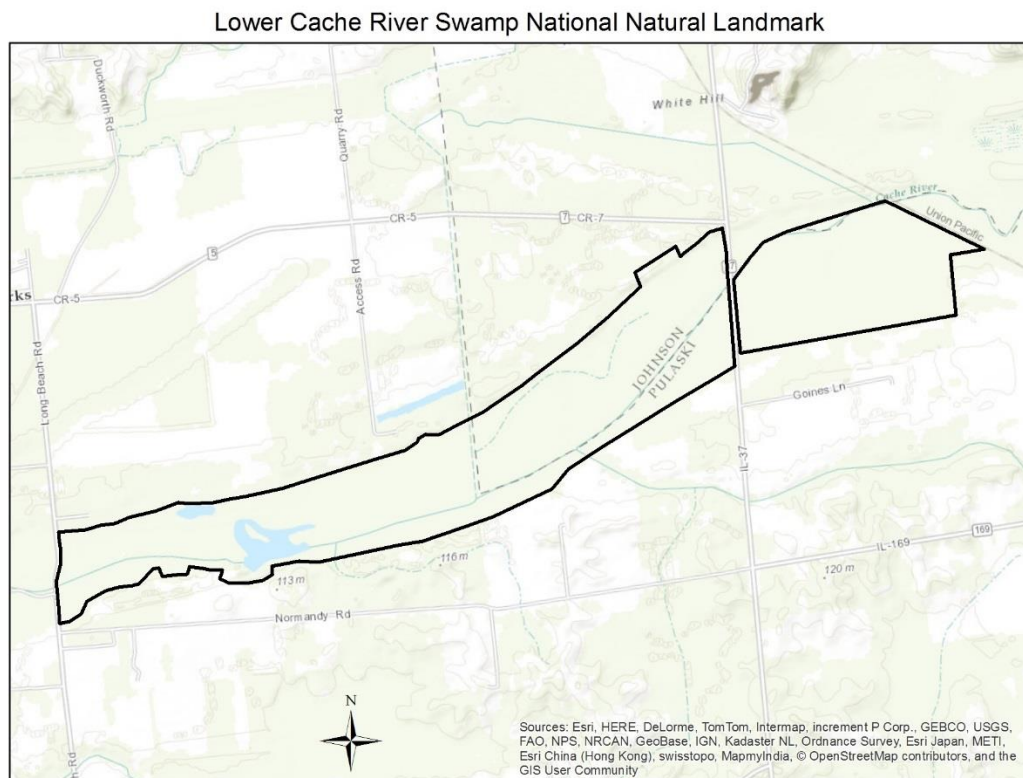 Lower Cache River Swamp National Natural Landmark
Duckworth Rd
Quarry Rd
White Hill
Cache River
Union Pacific
CR-5
7
CR-7
5
rks
CR-5
Access Rd
Long Beach Rd
JOHNSON
PULASKI
Goines Ln
IL-37
169
IL-169
116 m
113 m
120 m
Normandy Rd
h Rd
N
Sources: Esri, HERE, DeLorme, TomTom, Intermap, increment P Corp., GEBCO, USGS,
FAO, NPS, NRCAN, GeoBase, IGN, Kadaster NL, Ordnance Survey, Esri Japan, METI,
Esri China (Hong Kong), swisstopo, MapmyIndia, © OpenStreetMap contributors, and the
GIS User Community